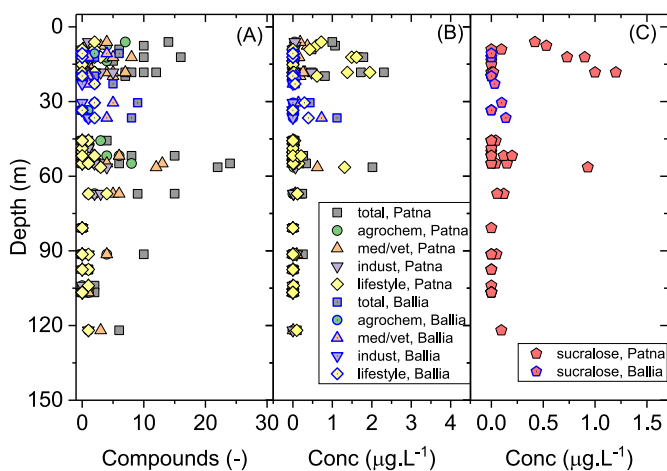 (A) (B) (C)
0
30
60
90
120
150
Depth (m)
total, Patna
agrochem, Patna
med/vet, Patna
indust, Patna
lifestyle, Patna
total, Ballia
agrochem, Ballia
med/vet, Ballia
indust, Ballia
lifestyle, Ballia
sucralose, Patna
sucralose, Ballia
0 10 20 30 0 1 2 3 4 0.0 0.5 1.0 1.5
Compounds (-) Conc (μg.L⁻¹) Conc (μg.L⁻¹)